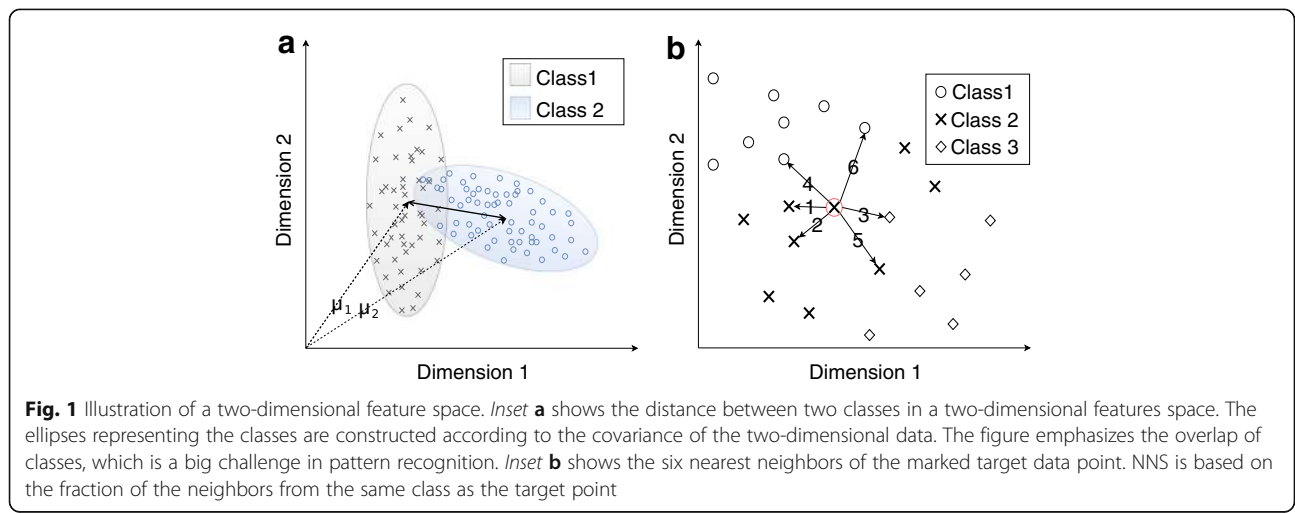 a
Class1
Class 2
Dimension 2
μ1 μ2
Dimension 1
b
Class1
Class 2
Class 3
Dimension 2
6
4
1
3
2
5
Dimension 1
Fig. 1 Illustration of a two-dimensional feature space. Inset a shows the distance between two classes in a two-dimensional features space. The
ellipses representing the classes are constructed according to the covariance of the two-dimensional data. The figure emphasizes the overlap of
classes, which is a big challenge in pattern recognition. Inset b shows the six nearest neighbors of the marked target data point. NNS is based on
the fraction of the neighbors from the same class as the target point